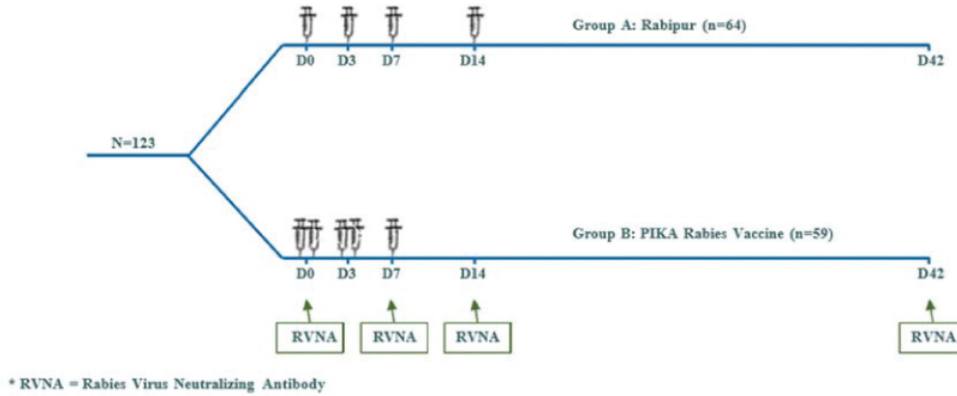 Group A: Rabipur (n=64)
D0 D3 D7 D14 D42
N=123
Group B: PIKA Rabies Vaccine (n=59)
D0 D3 D7 D14 D42
RVNA RVNA RVNA RVNA
* RVNA = Rabies Virus Neutralizing Antibody